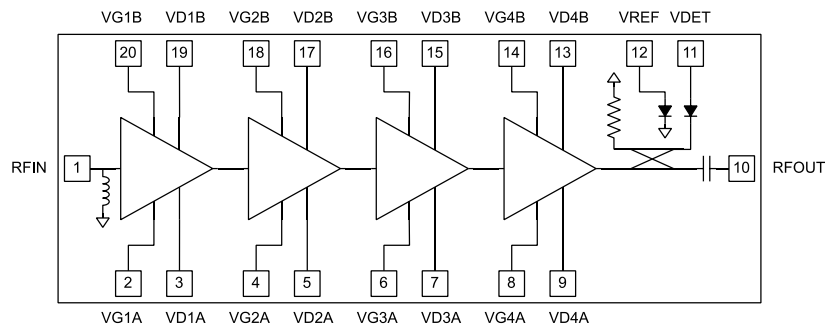 VG1B VD1B VG2B VD2B VG3B VD3B VG4B VD4B VREF VDET
20 19 18 17 16 15 14 13 12 11
RFIN 1 10 RFOUT
2 3 4 5 6 7 8 9
VG1A VD1A VG2A VD2A VG3A VD3A VG4A VD4A